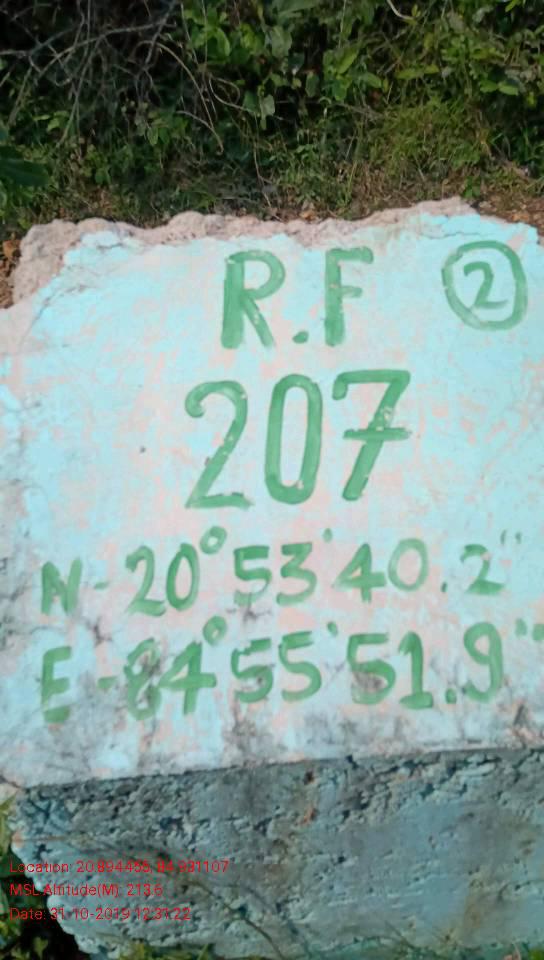 R.F ②
207
N-20°53'40.2"
E-84°55'51.9"
Location: 20.894455, 84.931107
MSL Altitude(M): 213.6
Date: 31-10-2019 12:31:22